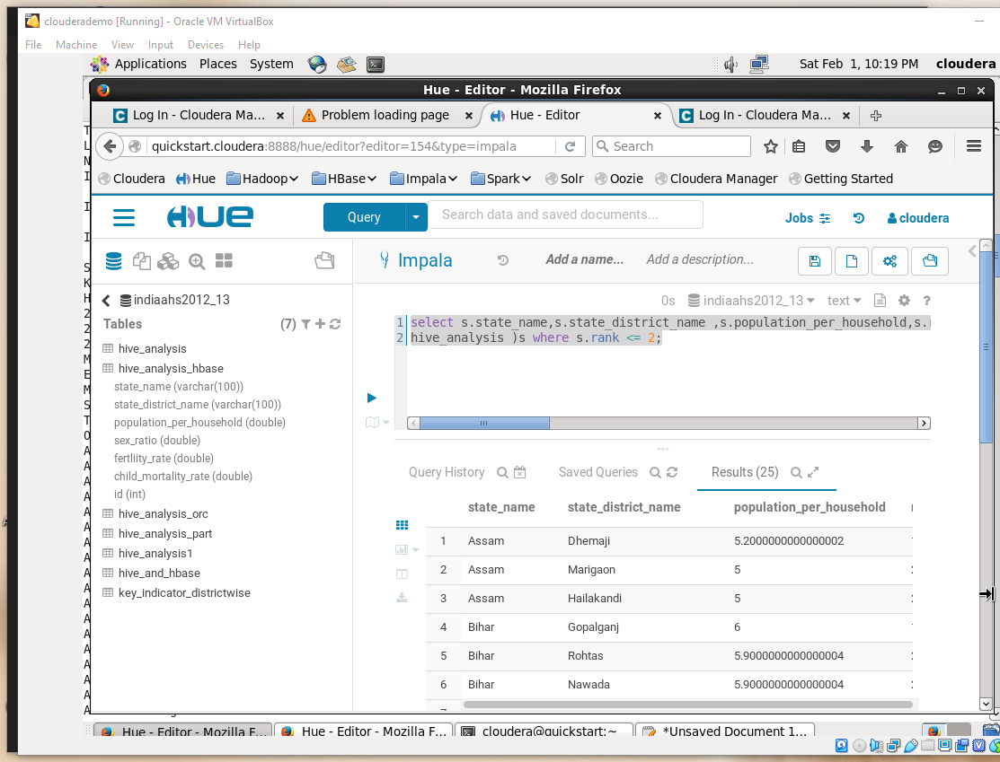 clouderademo [Running] - Oracle VM VirtualBox
File Machine View Input Devices Help
Applications Places System Sat Feb 1, 10:19 PM cloudera
Hue - Editor - Mozilla Firefox
Log In - Cloudera Ma... Problem loading page Hue - Editor Log In - Cloudera Ma...
quickstart.cloudera:8888/hue/editor?editor=154&type=impala Search
Cloudera Hue Hadoop HBase Impala Spark Solr Oozie Cloudera Manager Getting Started
HUE Query Search data and saved documents... Jobs cloudera
Impala Add a name... Add a description...
indiaahs2012_13 0s indiaahs2012_13 text ?
Tables (7)
1 select s.state_name,s.state_district_name ,s.population_per_household,s.
2 hive_analysis )s where s.rank <= 2;
hive_analysis
hive_analysis_hbase
state_name (varchar(100))
state_district_name (varchar(100))
population_per_household (double)
sex_ratio (double)
fertliity_rate (double)
child_mortality_rate (double)
id (int)
hive_analysis_orc
hive_analysis_part
hive_analysis1
hive_and_hbase
key_indicator_districtwise
Query History Saved Queries Results (25)
state_name state_district_name population_per_household
1 Assam Dhemaji 5.2000000000000002
2 Assam Marigaon 5
3 Assam Hailakandi 5
4 Bihar Gopalganj 6
5 Bihar Rohtas 5.9000000000000004
6 Bihar Nawada 5.9000000000000004
Hue - Editor - Mozilla F... Hue - Editor - Mozilla F... cloudera@quickstart:~ *Unsaved Document 1...